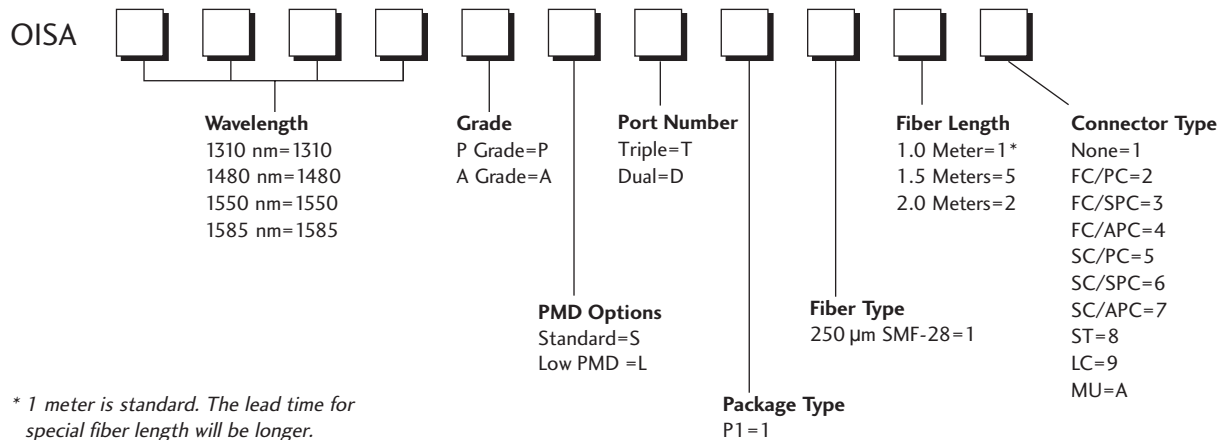 OISA
Wavelength
1310 nm=1310
1480 nm=1480
1550 nm=1550
1585 nm=1585
Grade
P Grade=P
A Grade=A
PMD Options
Standard=S
Low PMD =L
Port Number
Triple=T
Dual=D
Package Type
P1=1
Fiber Type
250 µm SMF-28=1
Fiber Length
1.0 Meter=1*
1.5 Meters=5
2.0 Meters=2
Connector Type
None=1
FC/PC=2
FC/SPC=3
FC/APC=4
SC/PC=5
SC/SPC=6
SC/APC=7
ST=8
LC=9
MU=A
* 1 meter is standard. The lead time for
special fiber length will be longer.